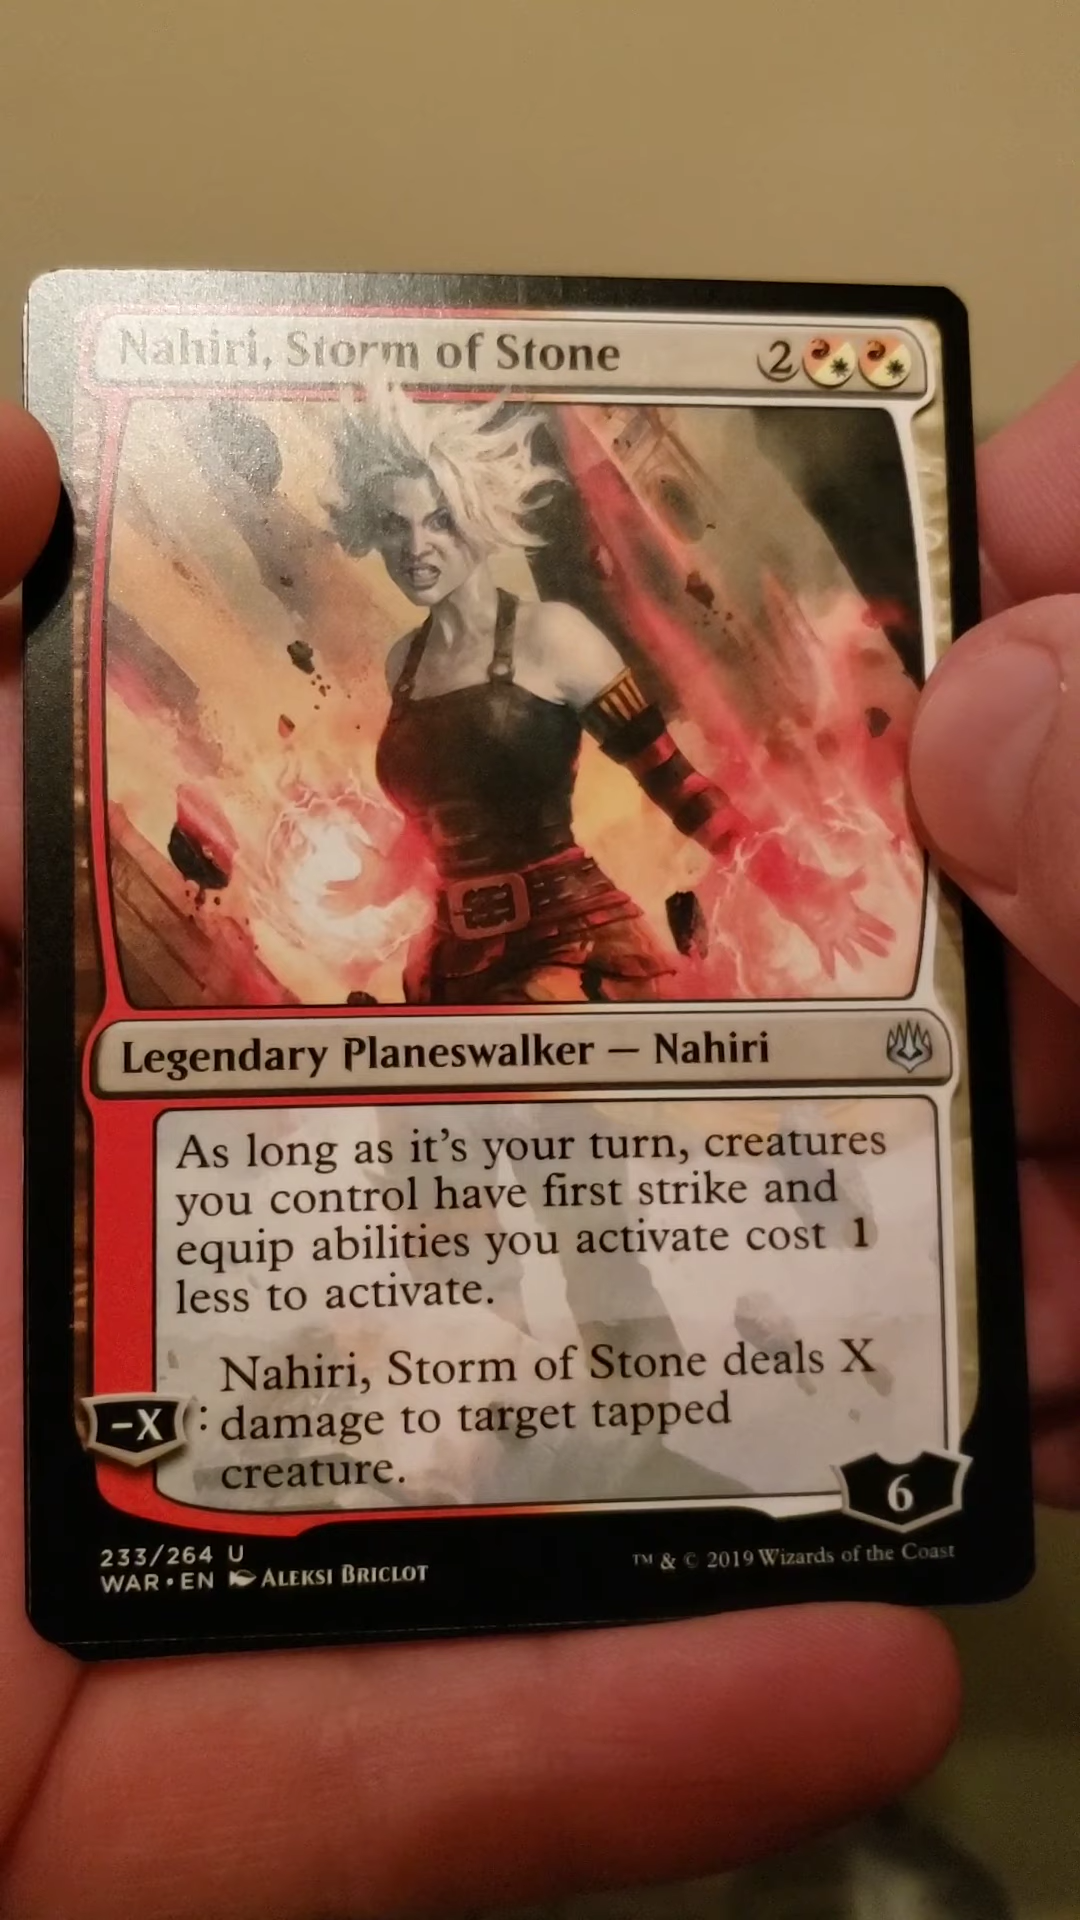 Nahiri, Storm of Stone 2
Legendary Planeswalker — Nahiri
As long as it's your turn, creatures
you control have first strike and
equip abilities you activate cost 1
less to activate.
Nahiri, Storm of Stone deals X
−X : damage to target tapped
creature.
6
233/264 U
WAR • EN ALEKSI BRICLOT
™ & © 2019 Wizards of the Coast